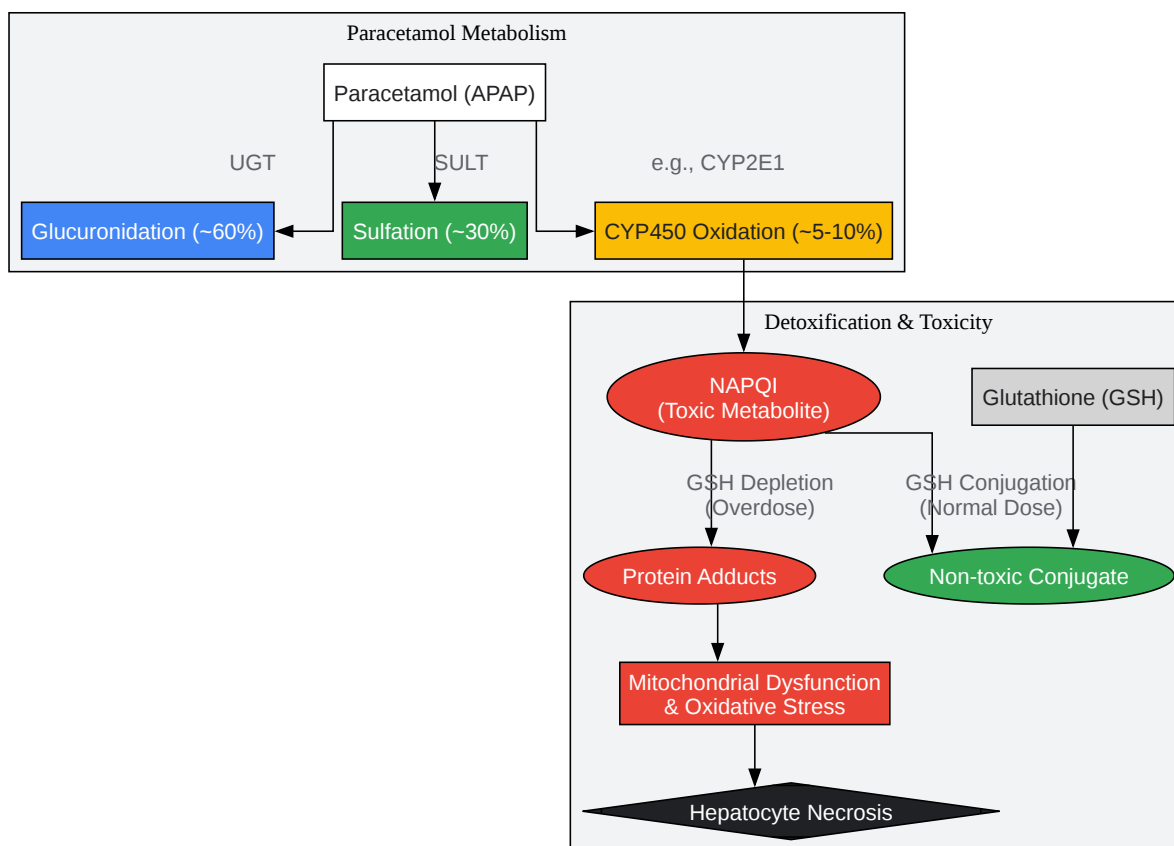 Paracetamol Metabolism
Paracetamol (APAP)
UGT
SULT
e.g., CYP2E1
Glucuronidation (~60%)
Sulfation (~30%)
CYP450 Oxidation (~5-10%)
Detoxification & Toxicity
NAPQI
(Toxic Metabolite)
Glutathione (GSH)
GSH Depletion
(Overdose)
GSH Conjugation
(Normal Dose)
Protein Adducts
Non-toxic Conjugate
Mitochondrial Dysfunction
& Oxidative Stress
Hepatocyte Necrosis